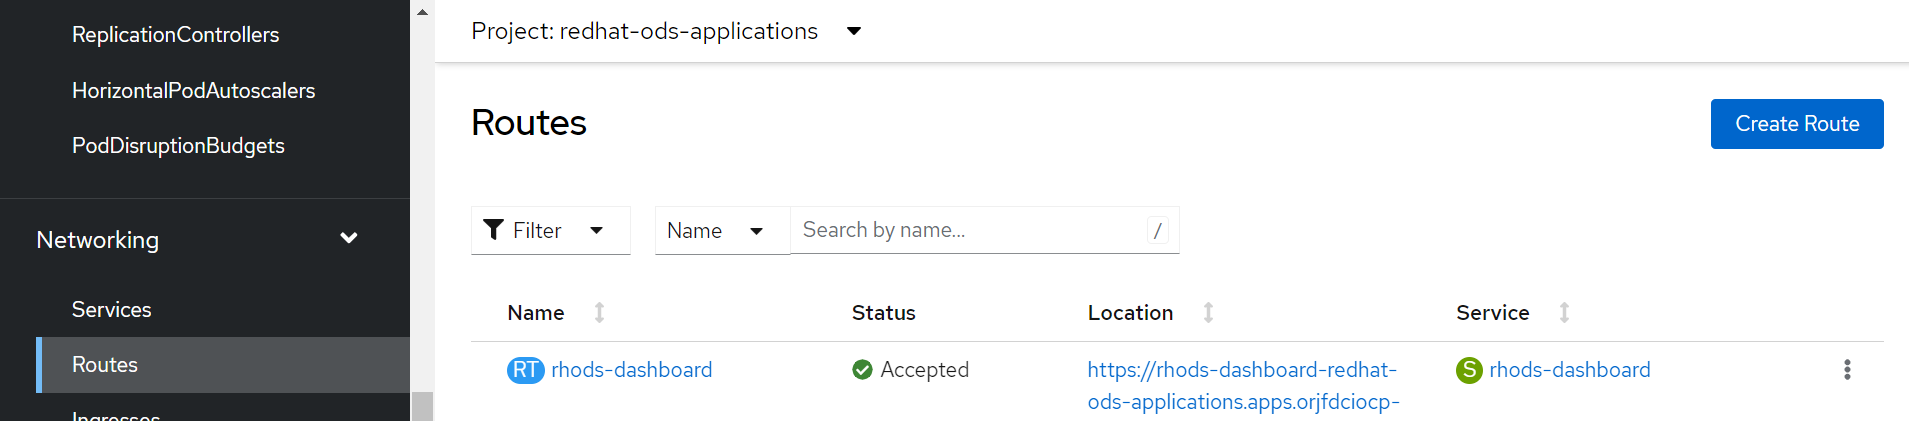 ReplicationControllers
HorizontalPodAutoscalers
PodDisruptionBudgets
Networking
Services
Routes
Ingresses
Project: redhat-ods-applications
Routes
Create Route
Filter
Name
Search by name...
/
Name
Status
Location
Service
RT rhods-dashboard
Accepted
https://rhods-dashboard-redhat-
ods-applications.apps.orjfdciocp-
S rhods-dashboard